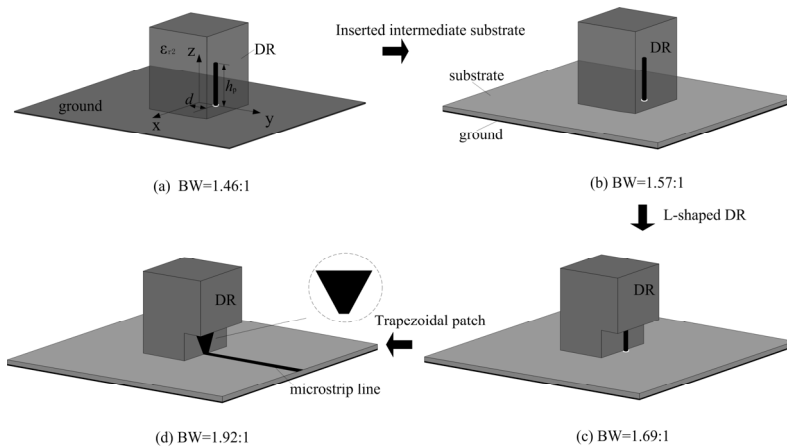 Inserted intermediate substrate
εr2
z
DR
hp
d
x
y
ground
DR
substrate
ground
(a) BW=1.46:1
(b) BW=1.57:1
L-shaped DR
DR
DR
Trapezoidal patch
microstrip line
(d) BW=1.92:1
(c) BW=1.69:1